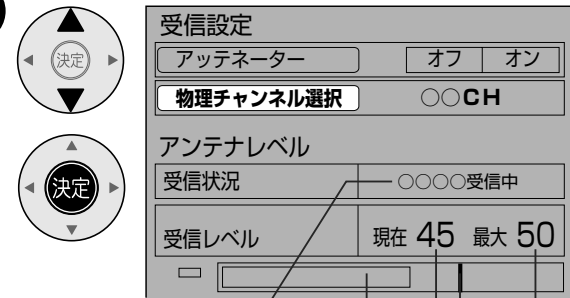 決定
決定
受信設定
アッテネーター オフ オン
物理チャンネル選択 ○○CH
アンテナレベル
受信状況 ○○○○受信中
受信レベル 現在 45 最大 50